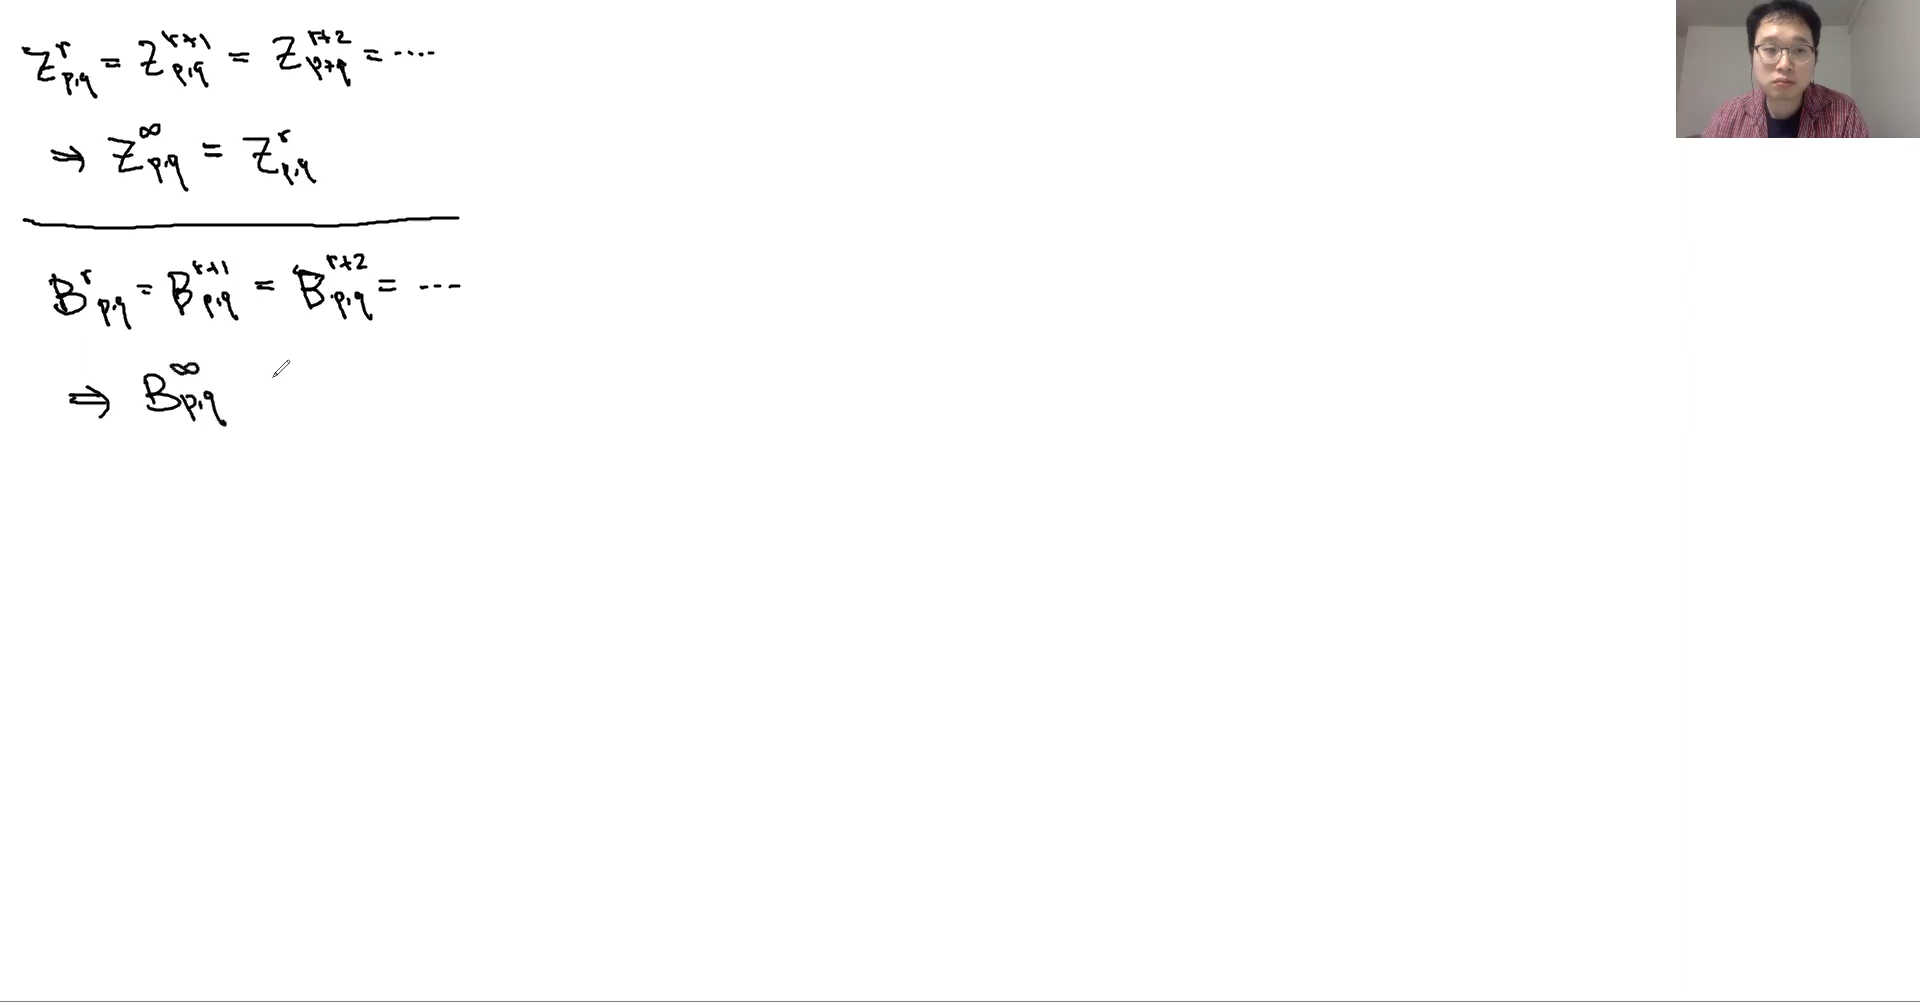 Z^r_{p,q} = Z^{r+1}_{p,q} = Z^{r+2}_{p+q} = ....
⇒ Z^∞_{p,q} = Z^r_{p,q}
B^r_{p,q} = B^{r+1}_{p,q} = B^{r+2}_{p,q} = ....
⇒ B^∞_{p,q}